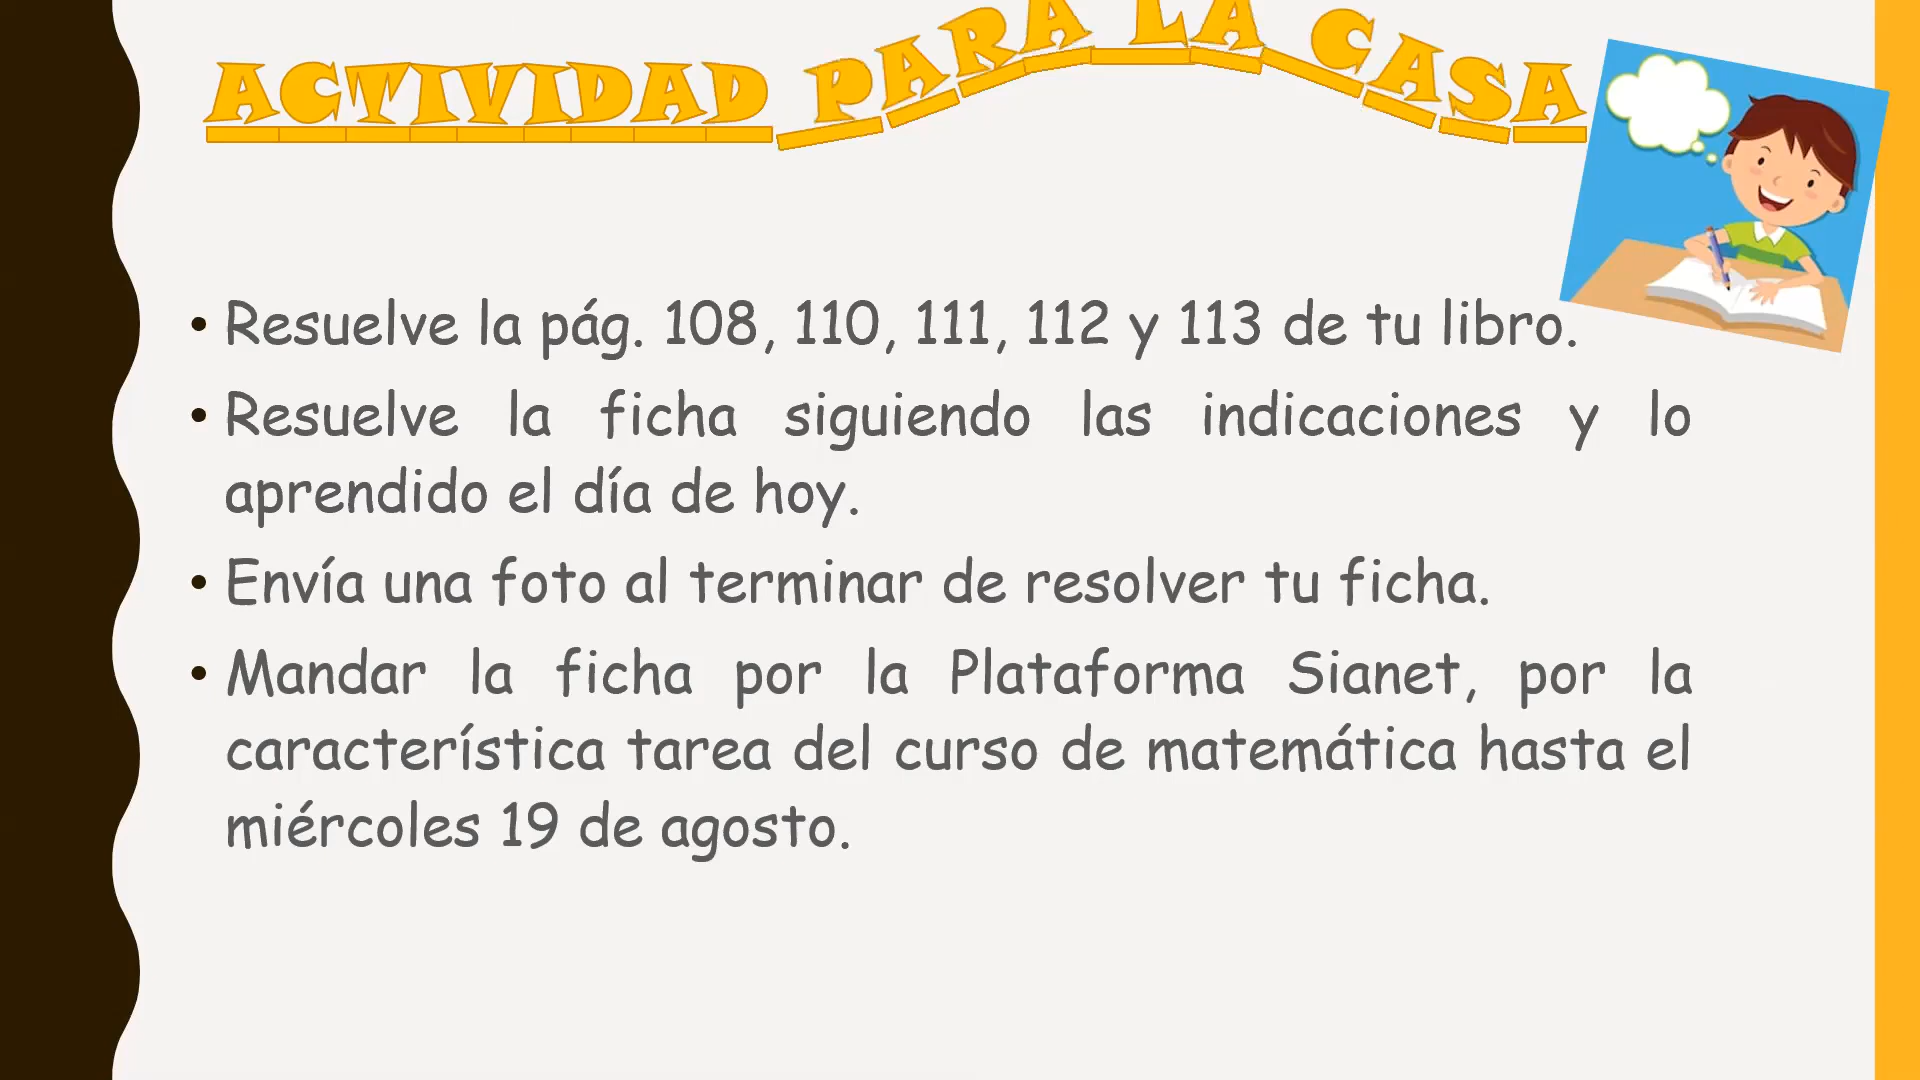 ACTIVIDAD PARA LA CASA
• Resuelve la pág. 108, 110, 111, 112 y 113 de tu libro.
• Resuelve la ficha siguiendo las indicaciones y lo
aprendido el día de hoy.
• Envía una foto al terminar de resolver tu ficha.
• Mandar la ficha por la Plataforma Sianet, por la
característica tarea del curso de matemática hasta el
miércoles 19 de agosto.